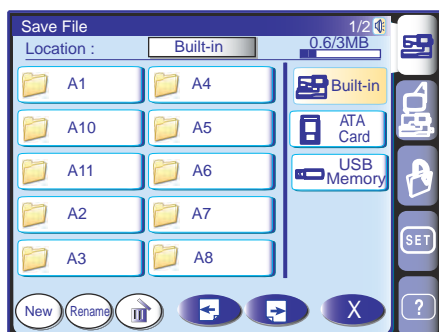 Save File 1/2
Location : Built-in 0.6/3MB
A1 A4 Built-in
A10 A5 ATA
Card
A11 A6 USB
Memory
A2 A7
A3 A8
SET
New Rename X ?